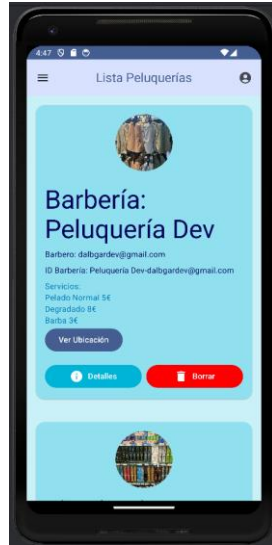 4:47
Lista Peluquerías
Barbería:
Peluquería Dev
Barbero: dalbgardev@gmail.com
ID Barbería: Peluquería Dev-dalbgardev@gmail.com
Servicios:
Pelado Normal 5€
Degradado 8€
Barba 3€
Ver Ubicación
Detalles
Borrar